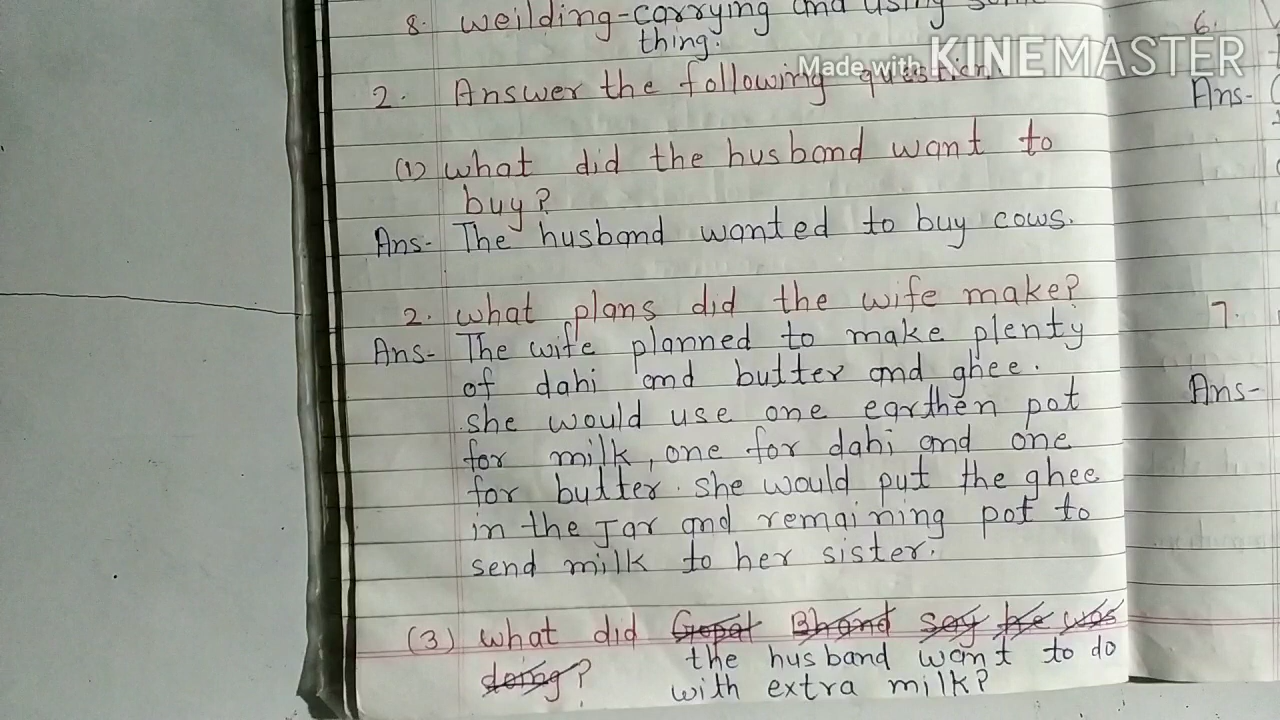 8. weilding-carrying and using some
thing.
Made with KINEMASTER
2. Answer the following question.
(1) what did the husband want to
buy?
Ans- The husband wanted to buy cows.
2. what plans did the wife make?
Ans- The wife planned to make plenty
of dahi and butter and ghee.
she would use one earthen pot
for milk, one for dahi and one
for butter. she would put the ghee
in the Jar and remaining pot to
send milk to her sister.
(3) what did Gopal Bhand say he was
doing? the husband want to do
with extra milk?
6.
Ans-
7.
Ans-